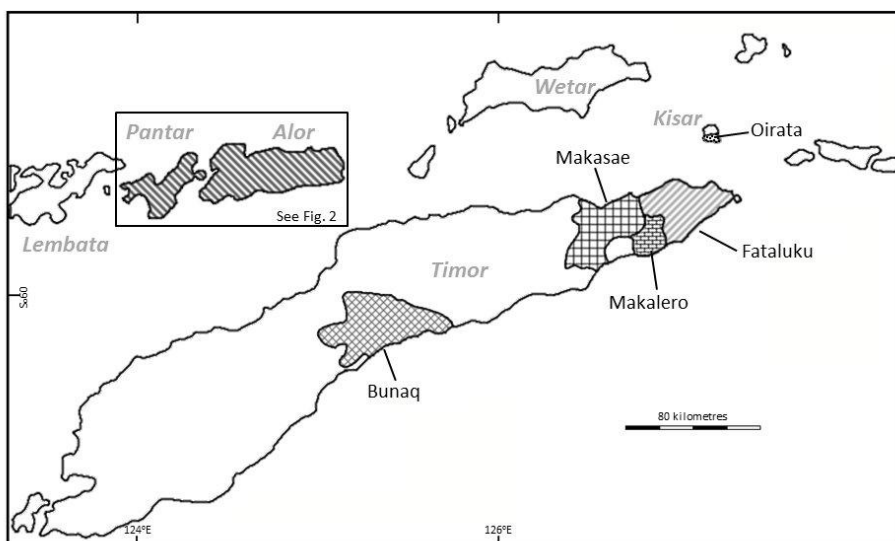 Wetar
Pantar
Alor
Kisar
Oirata
Makasae
See Fig. 2
Lembata
Fataluku
Timor
Makalero
Bunaq
80 kilometres
124°E
126°E